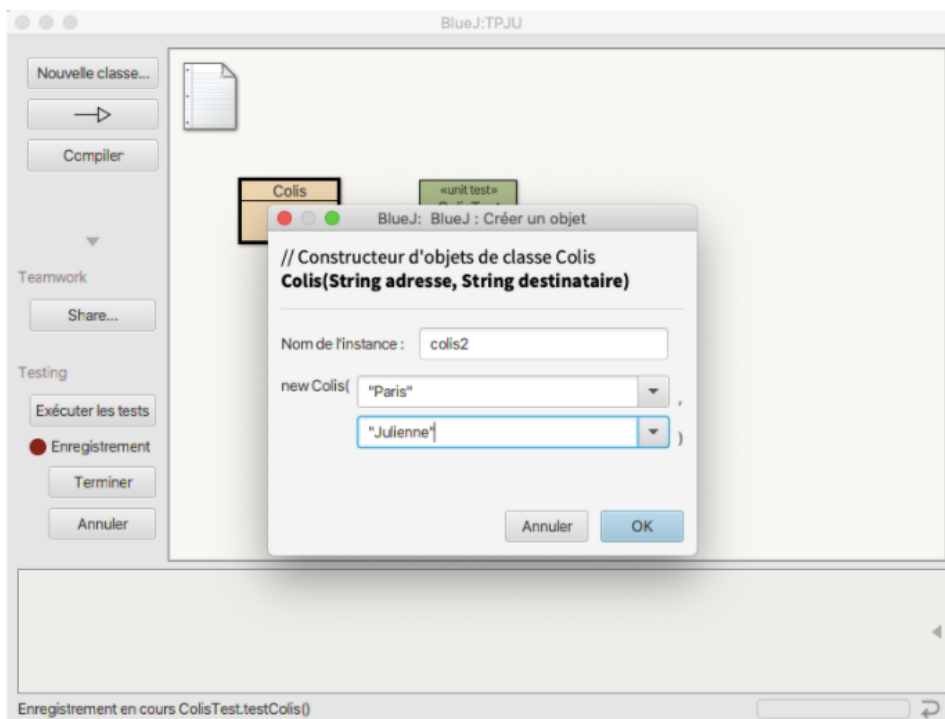 BlueJ:TPJU
Nouvelle classe...
Compiler
Colis
«unit test»
BlueJ: BlueJ : Créer un objet
// Constructeur d'objets de classe Colis
Colis(String adresse, String destinataire)
Teamwork
Share...
Nom de l'instance : colis2
Testing
new Colis( "Paris" ,
Exécuter les tests
"Julienne" )
Enregistrement
Terminer
Annuler
Annuler OK
Enregistrement en cours ColisTest.testColis()